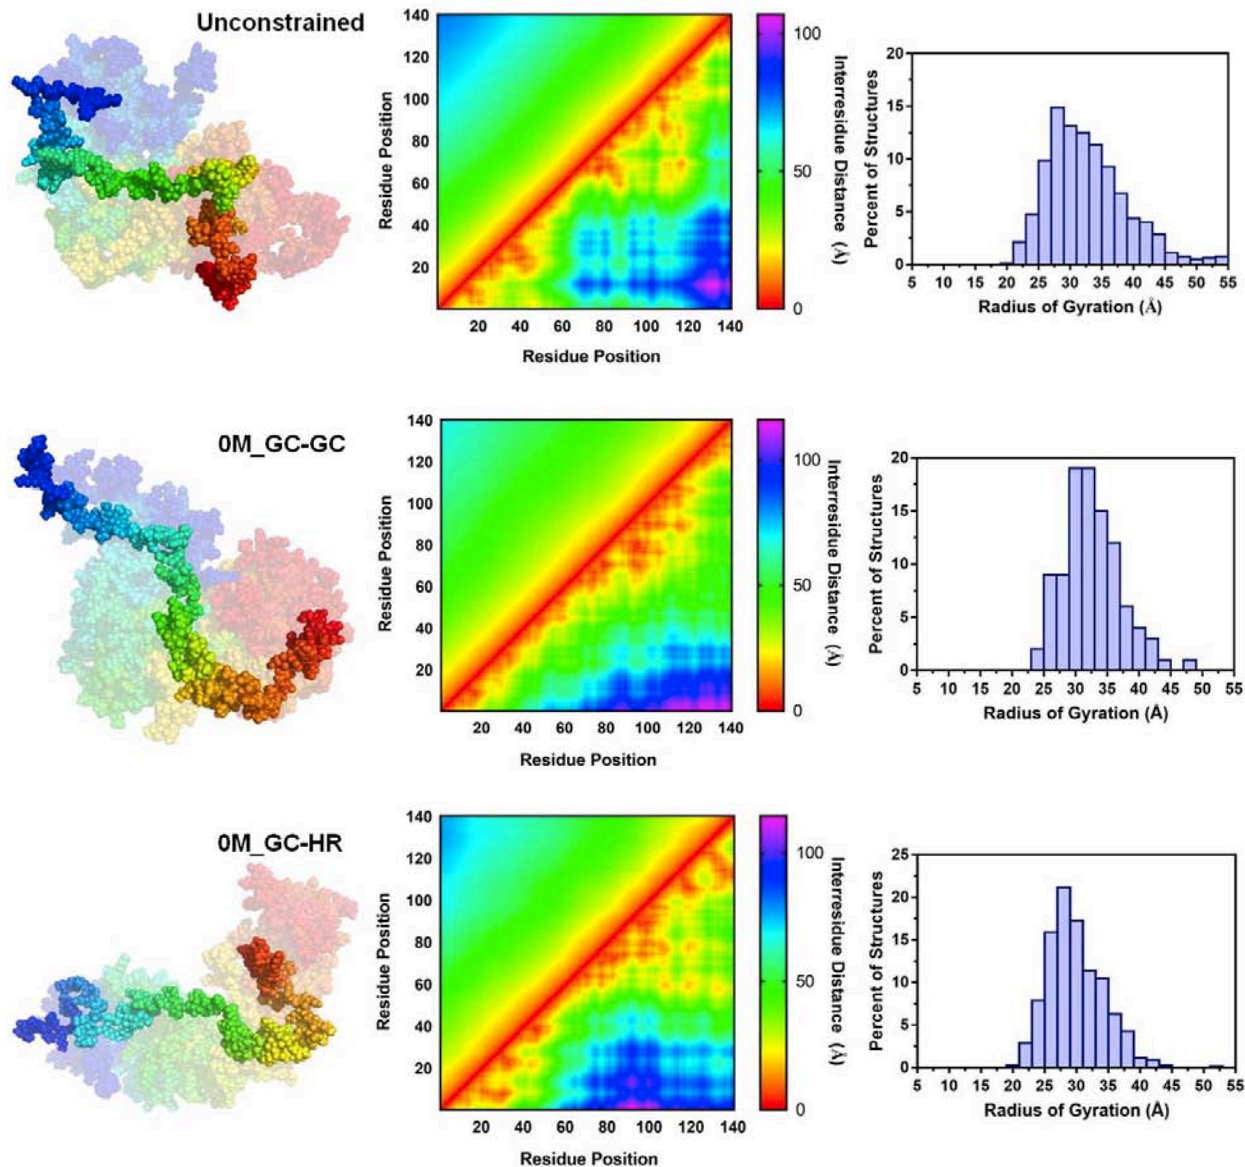 Unconstrained
140
120
100
80
60
40
20
Residue Position
20 40 60 80 100 120 140
Residue Position
100
50
0
Interresidue Distance (Å)
20
15
10
5
0
Percent of Structures
5 10 15 20 25 30 35 40 45 50 55
Radius of Gyration (Å)
0M_GC-GC
140
120
100
80
60
40
20
Residue Position
20 40 60 80 100 120 140
Residue Position
100
50
0
Interresidue Distance (Å)
20
15
10
5
0
Percent of Structures
5 10 15 20 25 30 35 40 45 50 55
Radius of Gyration (Å)
0M_GC-HR
140
120
100
80
60
40
20
Residue Position
20 40 60 80 100 120 140
Residue Position
100
50
0
Interresidue Distance (Å)
25
20
15
10
5
0
Percent of Structures
5 10 15 20 25 30 35 40 45 50 55
Radius of Gyration (Å)